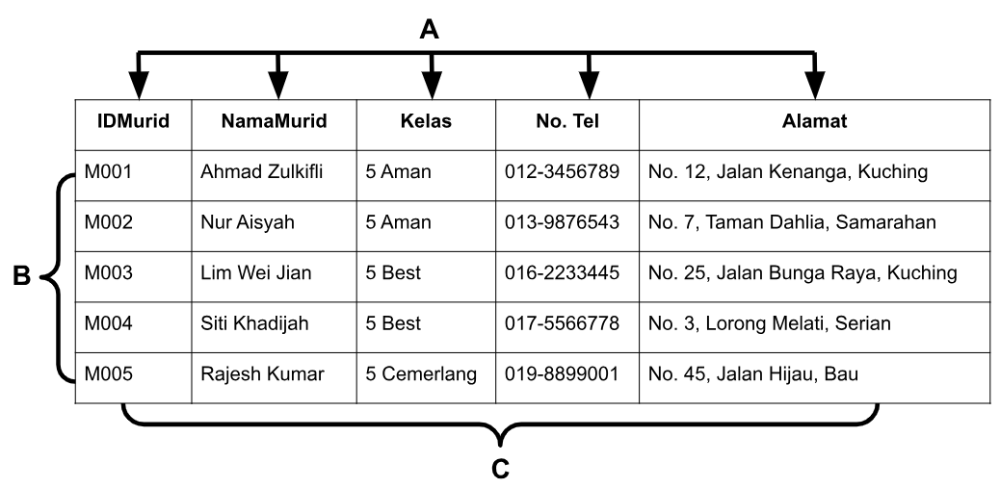 A
IDMurid NamaMurid Kelas No. Tel Alamat
M001 Ahmad Zulkifli 5 Aman 012-3456789 No. 12, Jalan Kenanga, Kuching
M002 Nur Aisyah 5 Aman 013-9876543 No. 7, Taman Dahlia, Samarahan
B
M003 Lim Wei Jian 5 Best 016-2233445 No. 25, Jalan Bunga Raya, Kuching
M004 Siti Khadijah 5 Best 017-5566778 No. 3, Lorong Melati, Serian
M005 Rajesh Kumar 5 Cemerlang 019-8899001 No. 45, Jalan Hijau, Bau
C